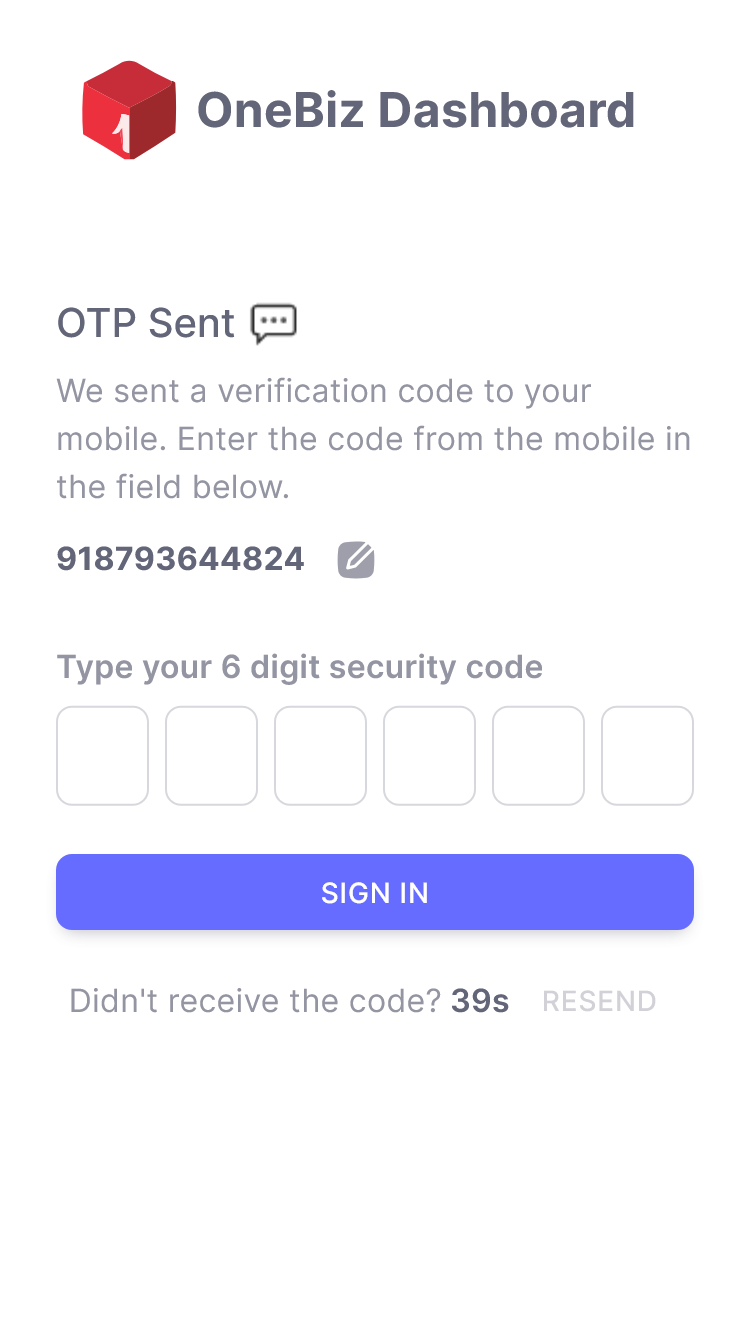 OneBiz Dashboard
OTP Sent
We sent a verification code to your
mobile. Enter the code from the mobile in
the field below.
918793644824
Type your 6 digit security code
SIGN IN
Didn't receive the code? 39s RESEND